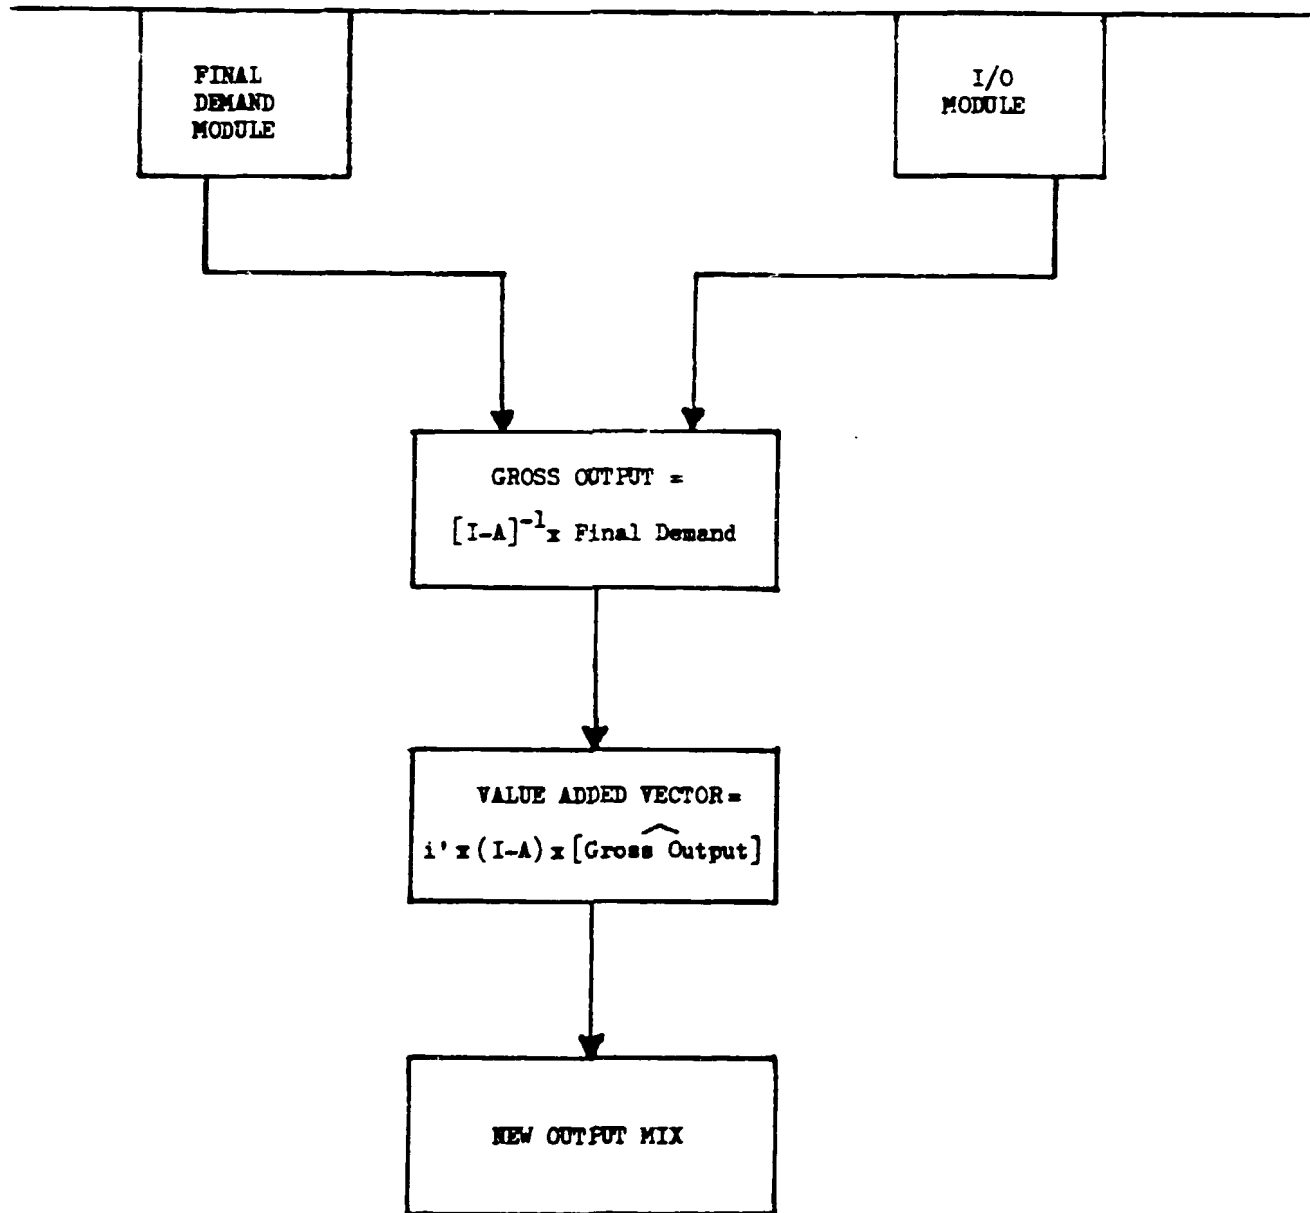 FINAL
DEMAND
MODULE
I/O
MODULE
GROSS OUTPUT =
[I-A]⁻¹ x Final Demand
VALUE ADDED VECTOR =
i' x (I-A) x [Gross Output]
NEW OUTPUT MIX